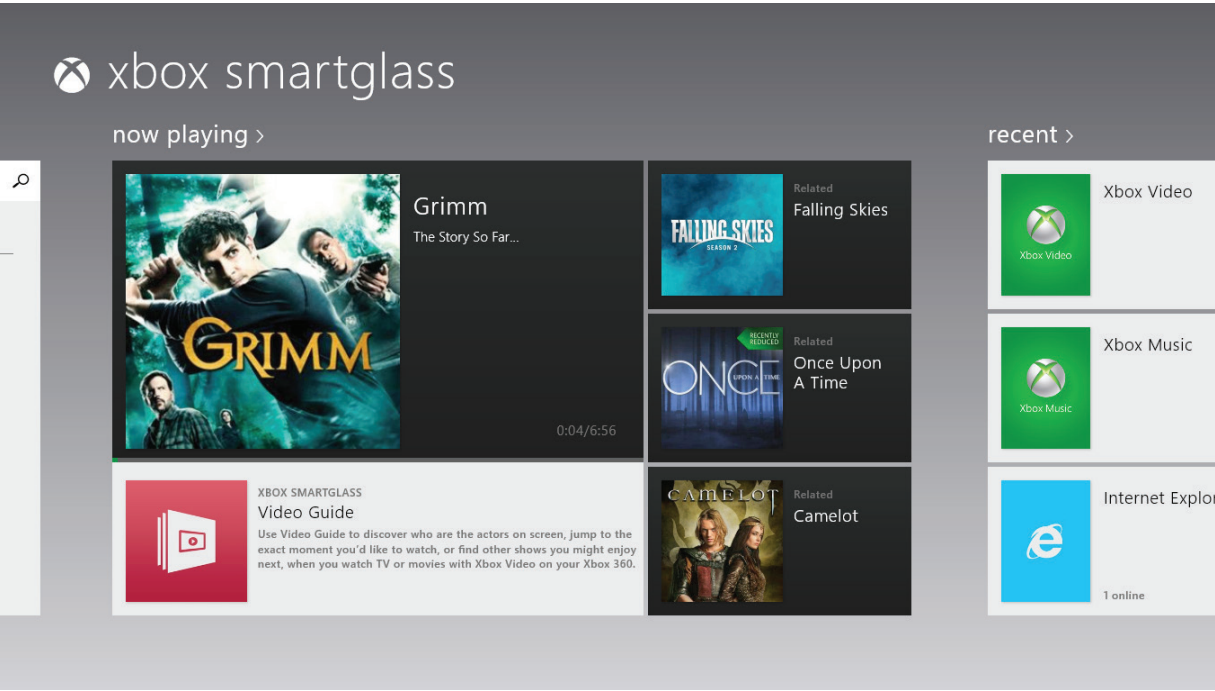 xbox smartglass
now playing >
recent >
GRIMM
Grimm
The Story So Far...
0:04/6:56
XBOX SMARTGLASS
Video Guide
Use Video Guide to discover who are the actors on screen, jump to the
exact moment you'd like to watch, or find other shows you might enjoy
next, when you watch TV or movies with Xbox Video on your Xbox 360.
FALLING SKIES
SEASON 2
Related
Falling Skies
RECENTLY
REDUCED
ONCE UPON A TIME
Related
Once Upon
A Time
CAMELOT
Related
Camelot
Xbox Video
Xbox Video
Xbox Music
Xbox Music
Internet Explor
1 online